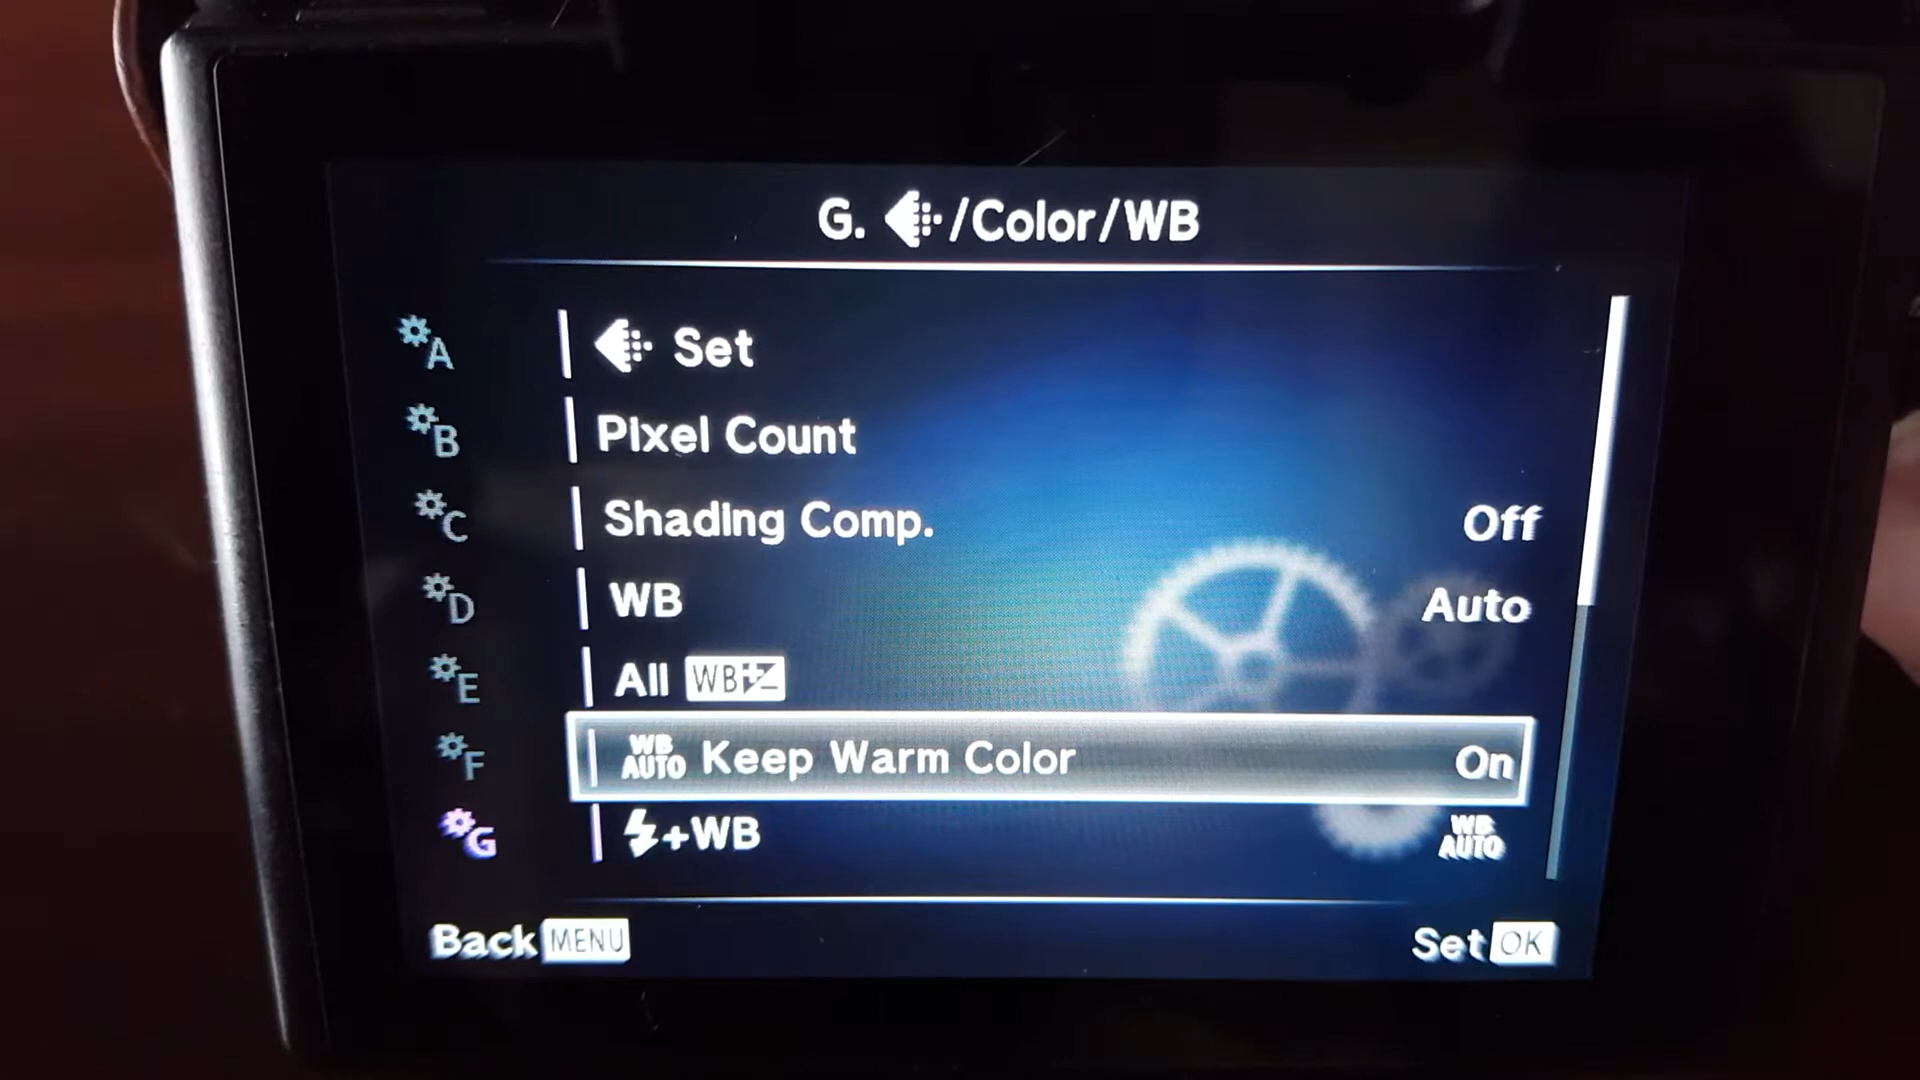 G. /Color/WB
A
Set
B
Pixel Count
C
Shading Comp. Off
D
WB Auto
E
All WB
F
WB AUTO Keep Warm Color On
G
+WB WB AUTO
Back MENU
Set OK